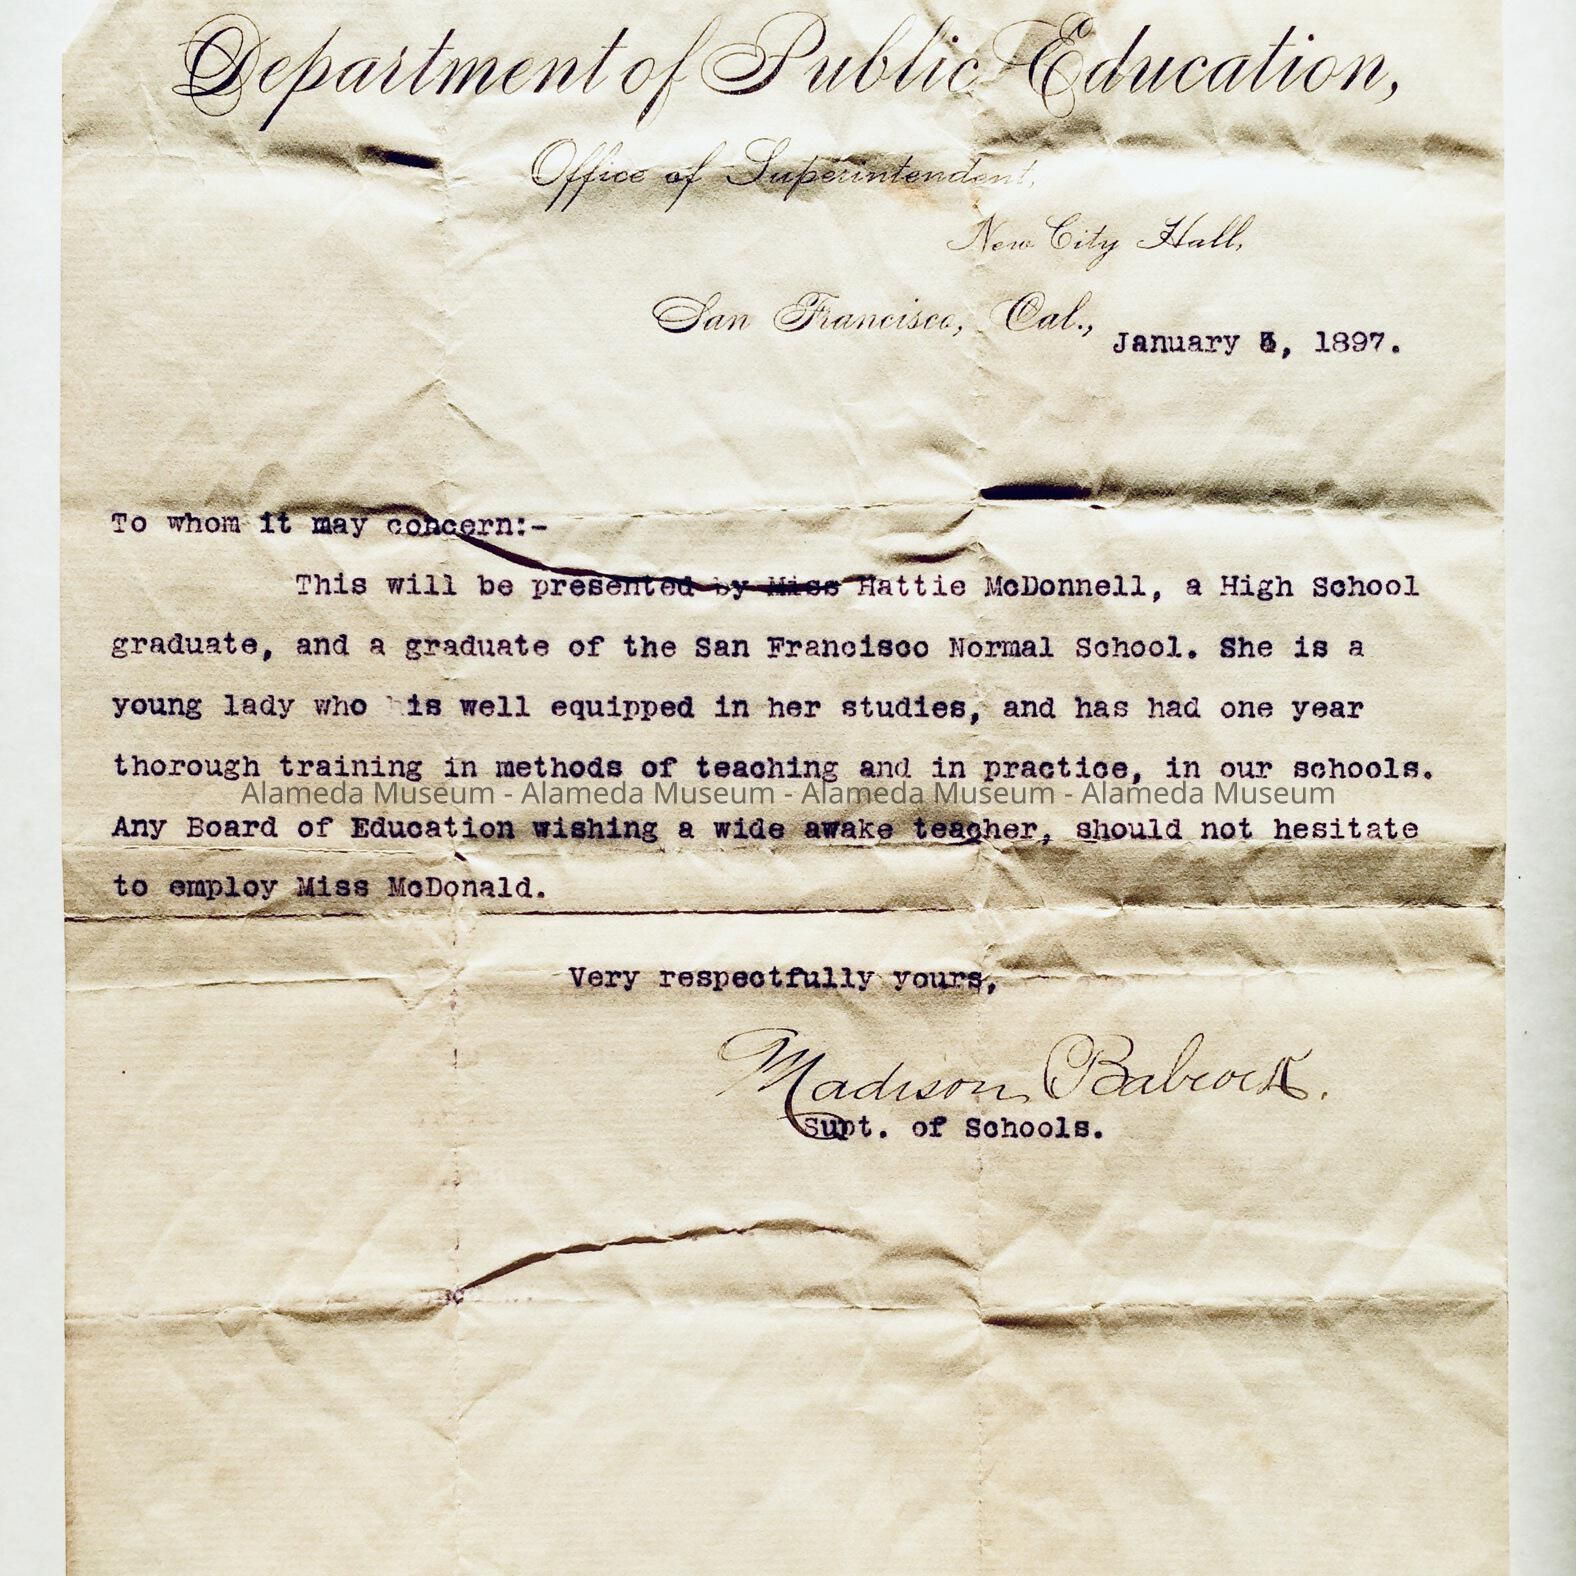 Department of Public Education,
Office of Superintendent,
New City Hall,
San Francisco, Cal.,
January , 1897.
To whom it may concern:-
This will be presented by Miss Hattie McDonnell, a High School
graduate, and a graduate of the San Francisco Normal School. She is a
young lady who is well equipped in her studies, and has had one year
thorough training in methods of teaching and in practice, in our schools.
Alameda Museum - Alameda Museum - Alameda Museum - Alameda Museum
Any Board of Education wishing a wide awake teacher, should not hesitate
to employ Miss McDonald.
Very respectfully yours,
Madison Babcock.
Supt. of Schools.